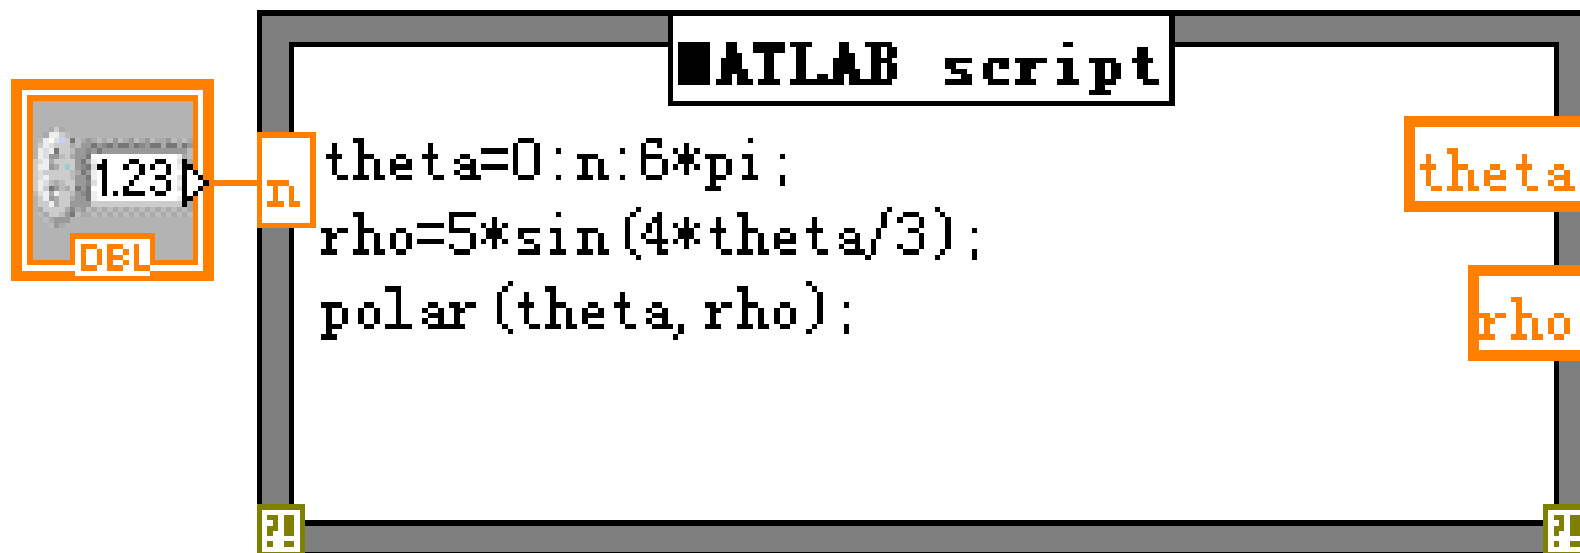 MATLAB script
1.23
DBL
n
theta=0:n:6*pi;
rho=5*sin(4*theta/3);
polar(theta,rho);
theta
rho
?!
?!